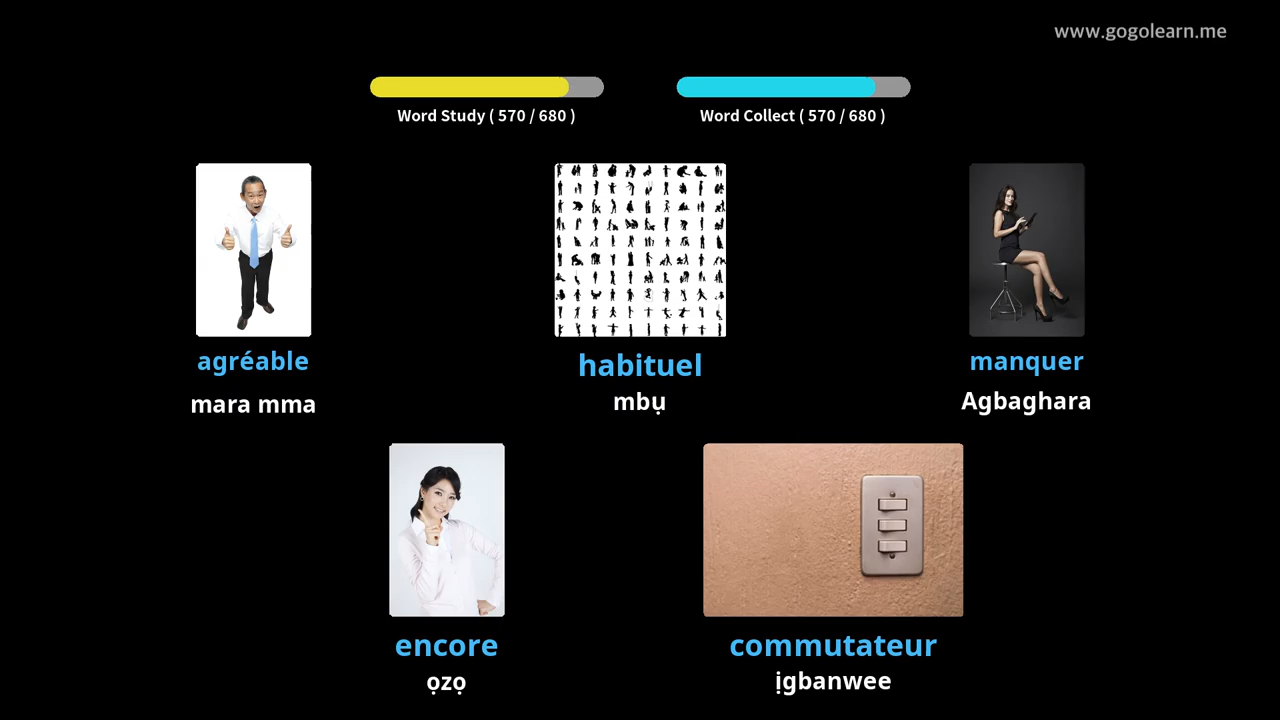 www.gogolearn.me
Word Study ( 570 / 680 )
Word Collect ( 570 / 680 )
agréable
mara mma
habituel
mbụ
manquer
Agbaghara
encore
ọzọ
commutateur
ịgbanwee